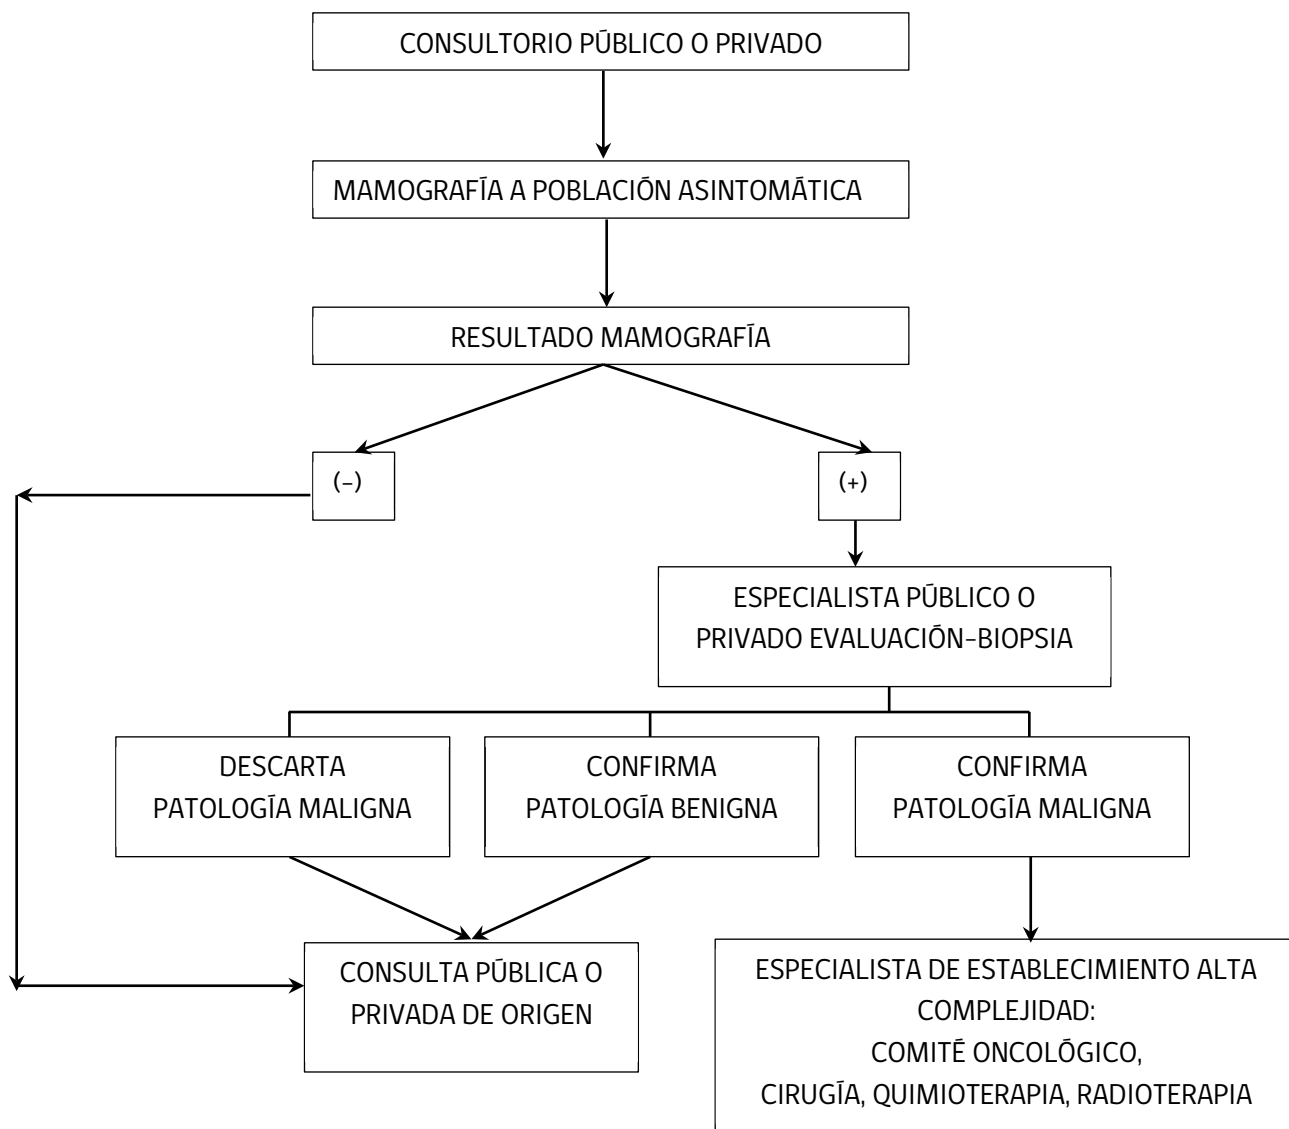 CONSULTORIO PÚBLICO O PRIVADO
MAMOGRAFÍA A POBLACIÓN ASINTOMÁTICA
RESULTADO MAMOGRAFÍA
(-)
(+)
ESPECIALISTA PÚBLICO O
PRIVADO EVALUACIÓN-BIOPSIA
DESCARTA
PATOLOGÍA MALIGNA
CONFIRMA
PATOLOGÍA BENIGNA
CONFIRMA
PATOLOGÍA MALIGNA
CONSULTA PÚBLICA O
PRIVADA DE ORIGEN
ESPECIALISTA DE ESTABLECIMIENTO ALTA
COMPLEJIDAD:
COMITÉ ONCOLÓGICO,
CIRUGÍA, QUIMIOTERAPIA, RADIOTERAPIA